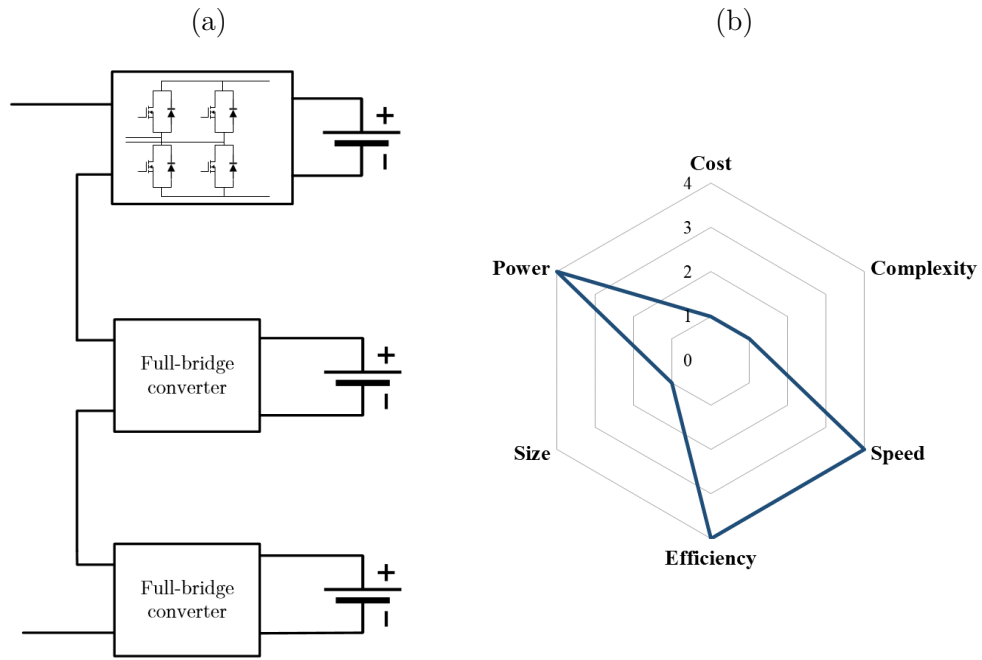 (a)
+
−
Full-bridge
converter
+
−
Full-bridge
converter
+
−
(b)
Cost
4
3
2
1
0
Complexity
Speed
Efficiency
Size
Power